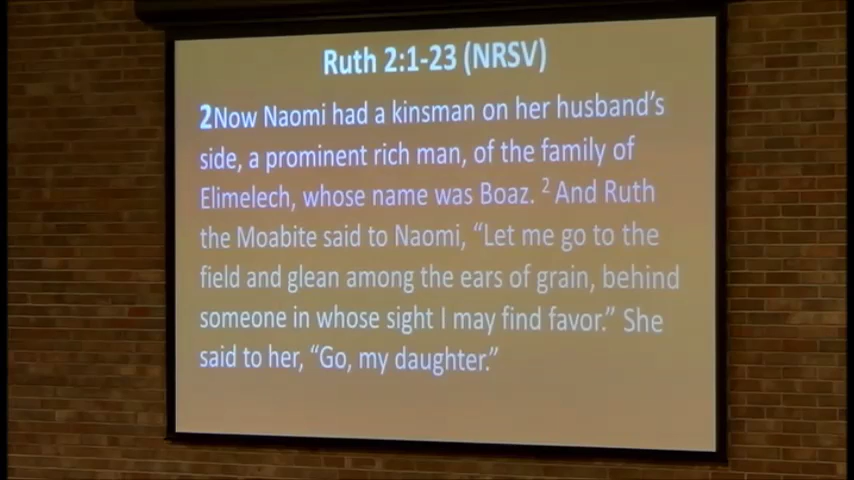 Ruth 2:1-23 (NRSV)
2Now Naomi had a kinsman on her husband’s
side, a prominent rich man, of the family of
Elimelech, whose name was Boaz. ² And Ruth
the Moabite said to Naomi, “Let me go to the
field and glean among the ears of grain, behind
someone in whose sight I may find favor.” She
said to her, “Go, my daughter.”